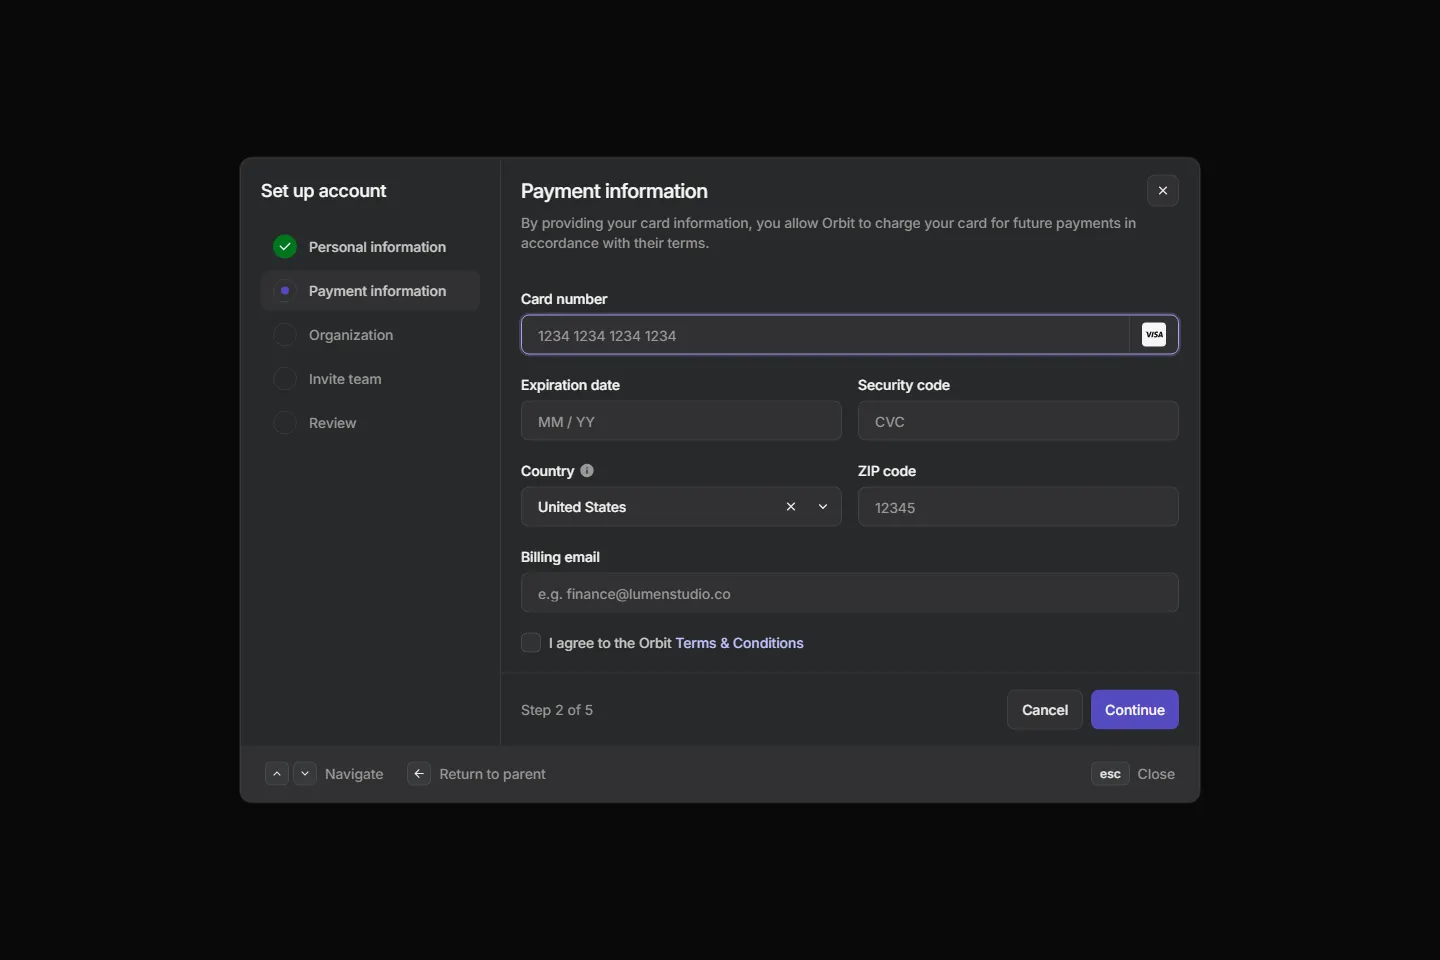 Set up account
Personal information
Payment information
Organization
Invite team
Review
Payment information
By providing your card information, you allow Orbit to charge your card for future payments in
accordance with their terms.
Card number
1234 1234 1234 1234
VISA
Expiration date
Security code
MM / YY
CVC
Country
ZIP code
United States
12345
Billing email
e.g. finance@lumenstudio.co
I agree to the Orbit Terms & Conditions
Step 2 of 5
Cancel
Continue
Navigate
Return to parent
esc
Close